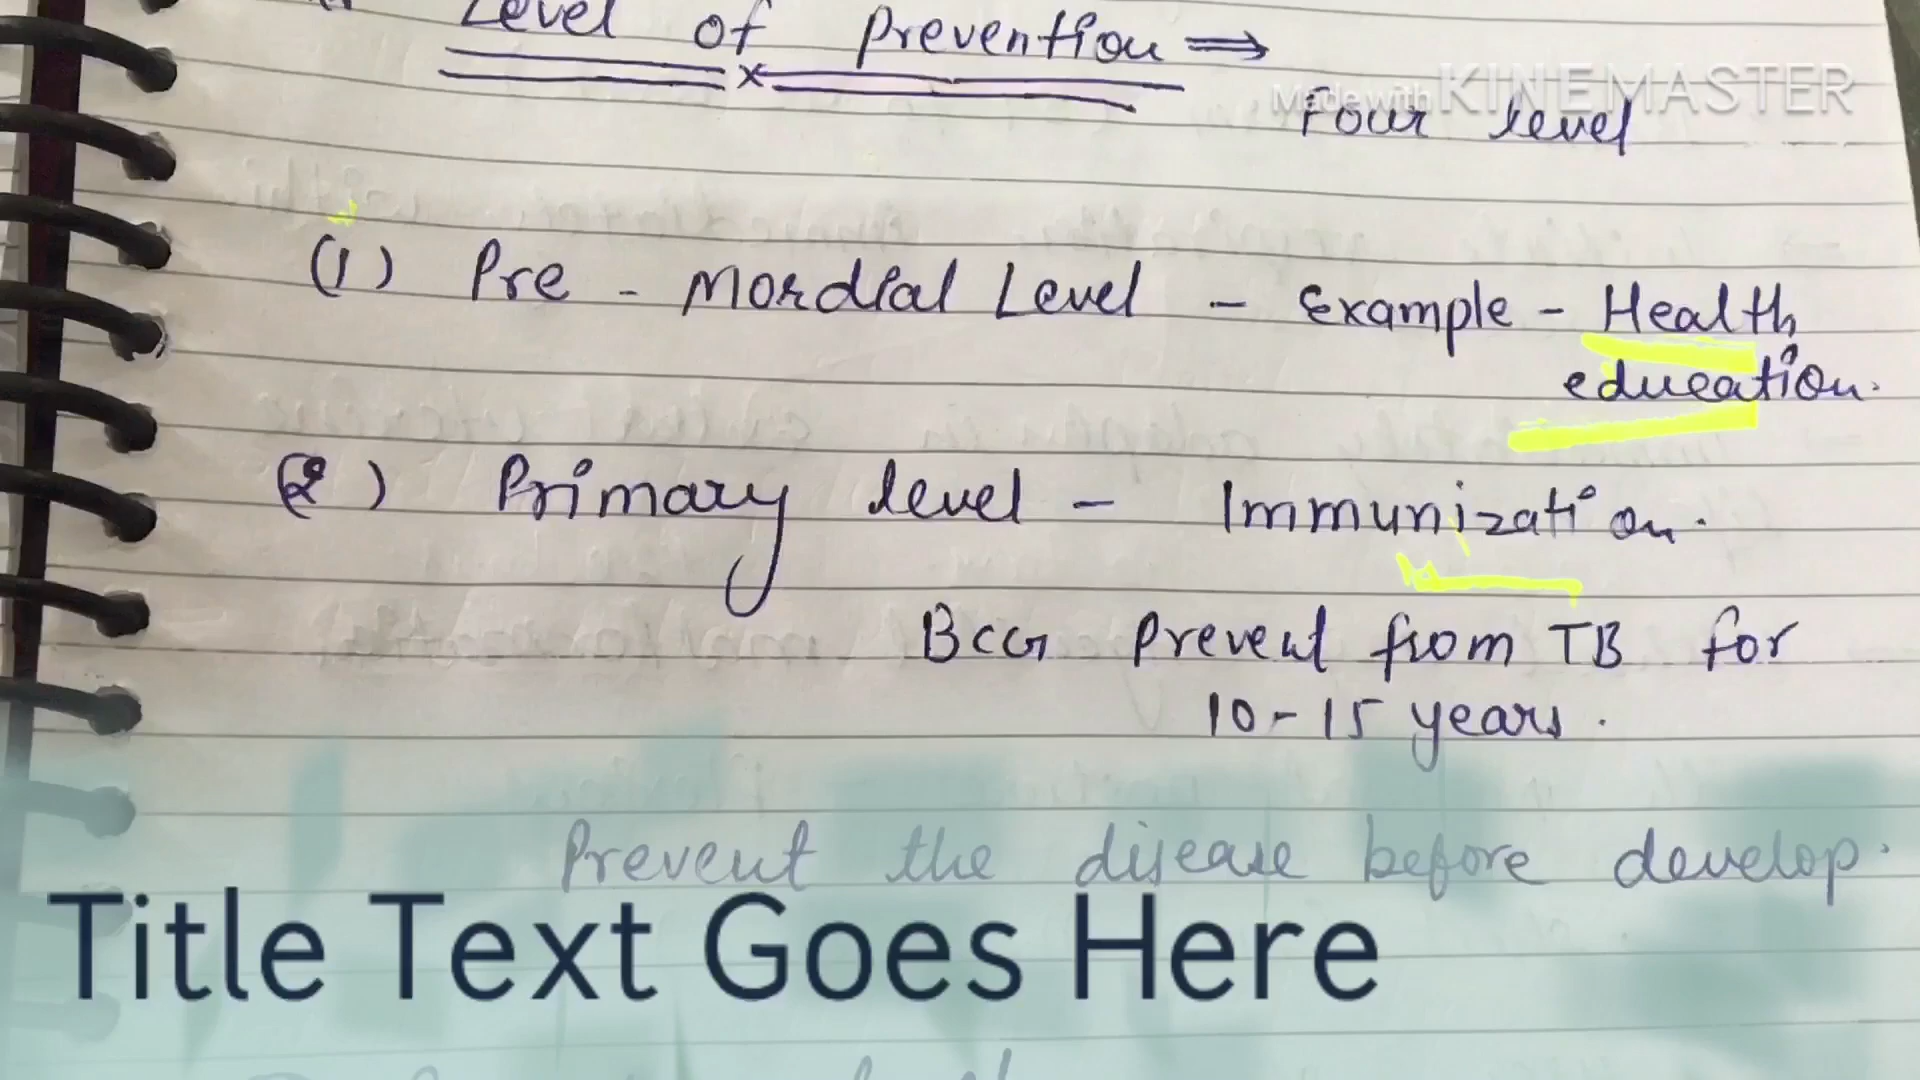 Level of Prevention ⇒
Made with KINEMASTER
Four level
(1) Pre - Mordial Level - Example - Health
education.
(2) Primary level - Immunization.
BCG Prevent from TB for
10-15 years.
Prevent the disease before develop.
Title Text Goes Here